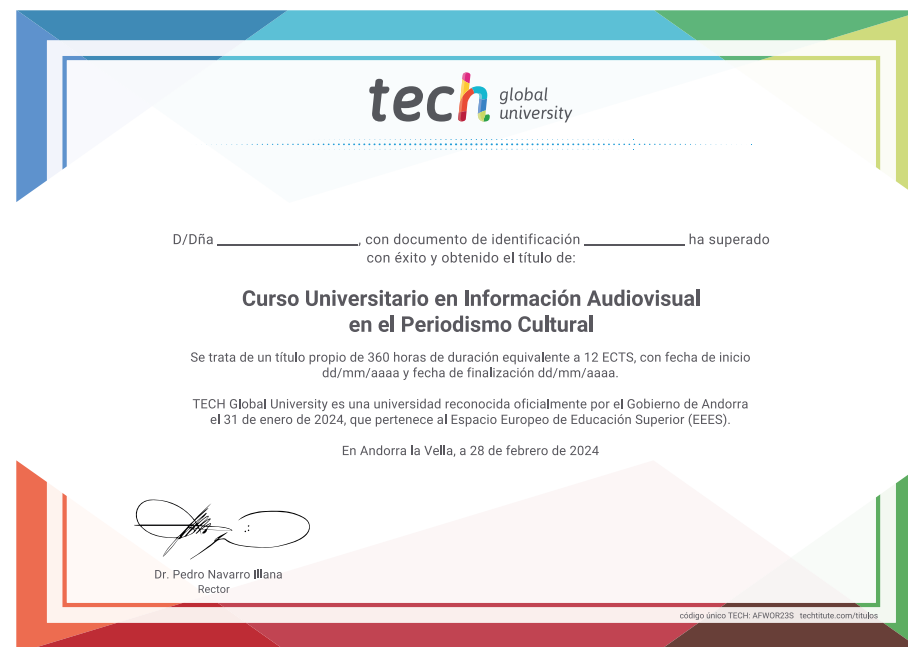 tech global university
D/Dña ____________, con documento de identificación ____________ ha superado
con éxito y obtenido el título de:
Curso Universitario en Información Audiovisual
en el Periodismo Cultural
Se trata de un título propio de 360 horas de duración equivalente a 12 ECTS, con fecha de inicio
dd/mm/aaaa y fecha de finalización dd/mm/aaaa.
TECH Global University es una universidad reconocida oficialmente por el Gobierno de Andorra
el 31 de enero de 2024, que pertenece al Espacio Europeo de Educación Superior (EEES).
En Andorra la Vella, a 28 de febrero de 2024
Dr. Pedro Navarro Illana
Rector
código único TECH: AFWOR23S techtitute.com/titulos